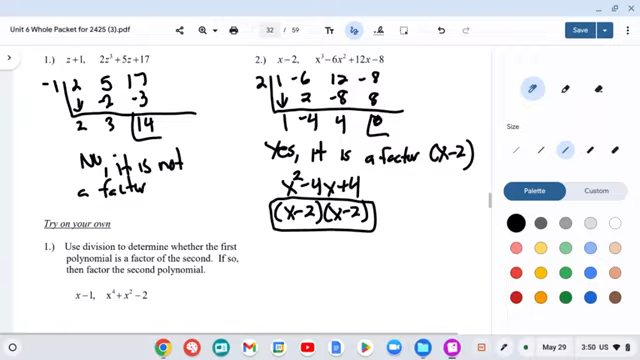 Unit 6 Whole Packet for 2425 (3).pdf
32 / 59
Save
1.) z+1, 2z³+5z+17
2.) x−2, x³−6x²+12x−8
-1 2 5 17
-2 -3
2 3 14
No, it is not
a factor
2 1 -6 12 -8
2 -8 8
1 -4 4 0
Yes, it is a factor (x-2)
x²-4x+4
(x-2)(x-2)
Try on your own
1.) Use division to determine whether the first
polynomial is a factor of the second. If so,
then factor the second polynomial.
x−1, x⁴+x²−2
Size
Palette
Custom
May 29
3:50 PM